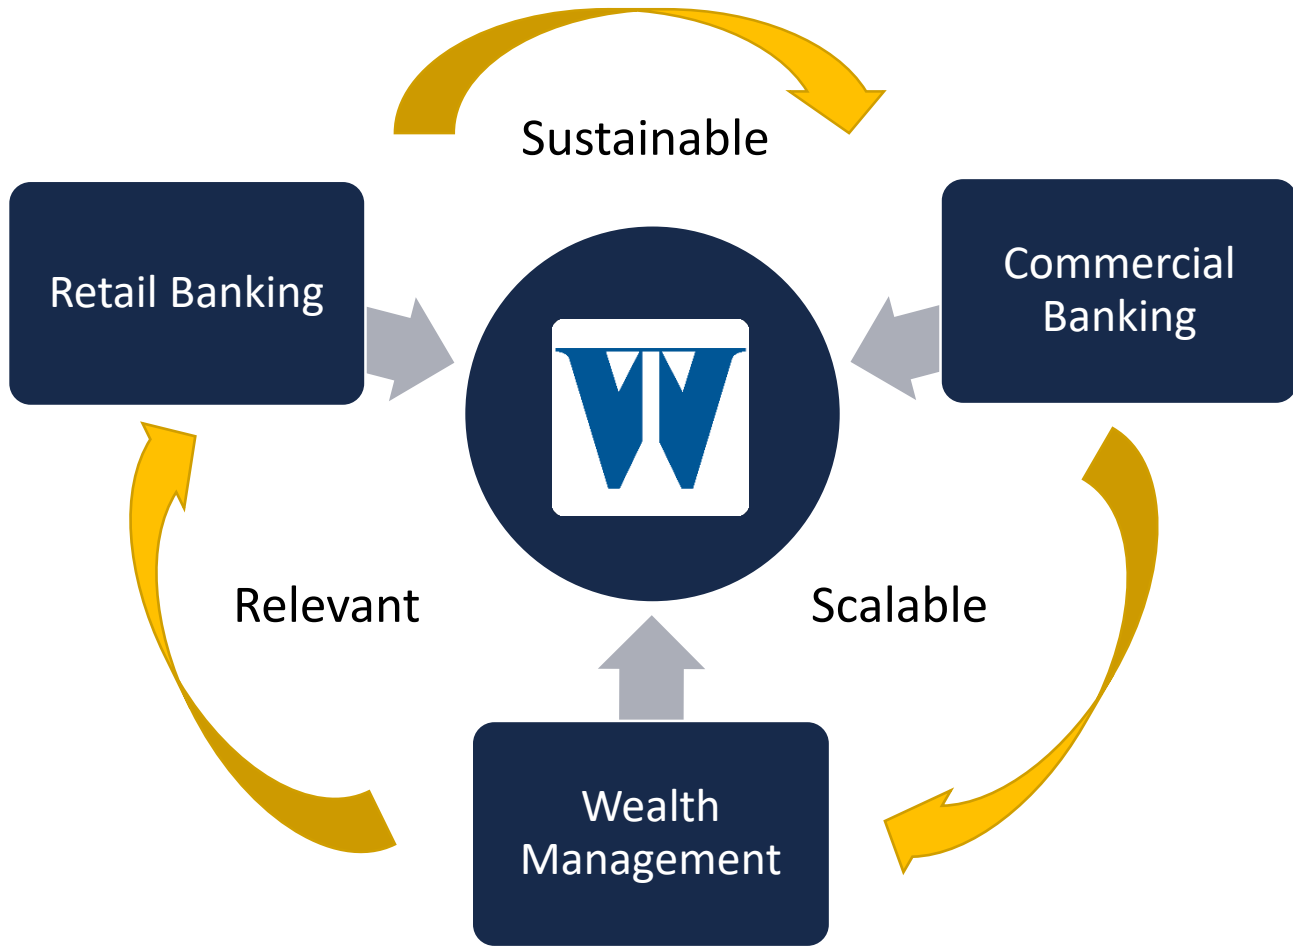 Sustainable
Retail Banking
Commercial
Banking
W
Relevant
Scalable
Wealth
Management